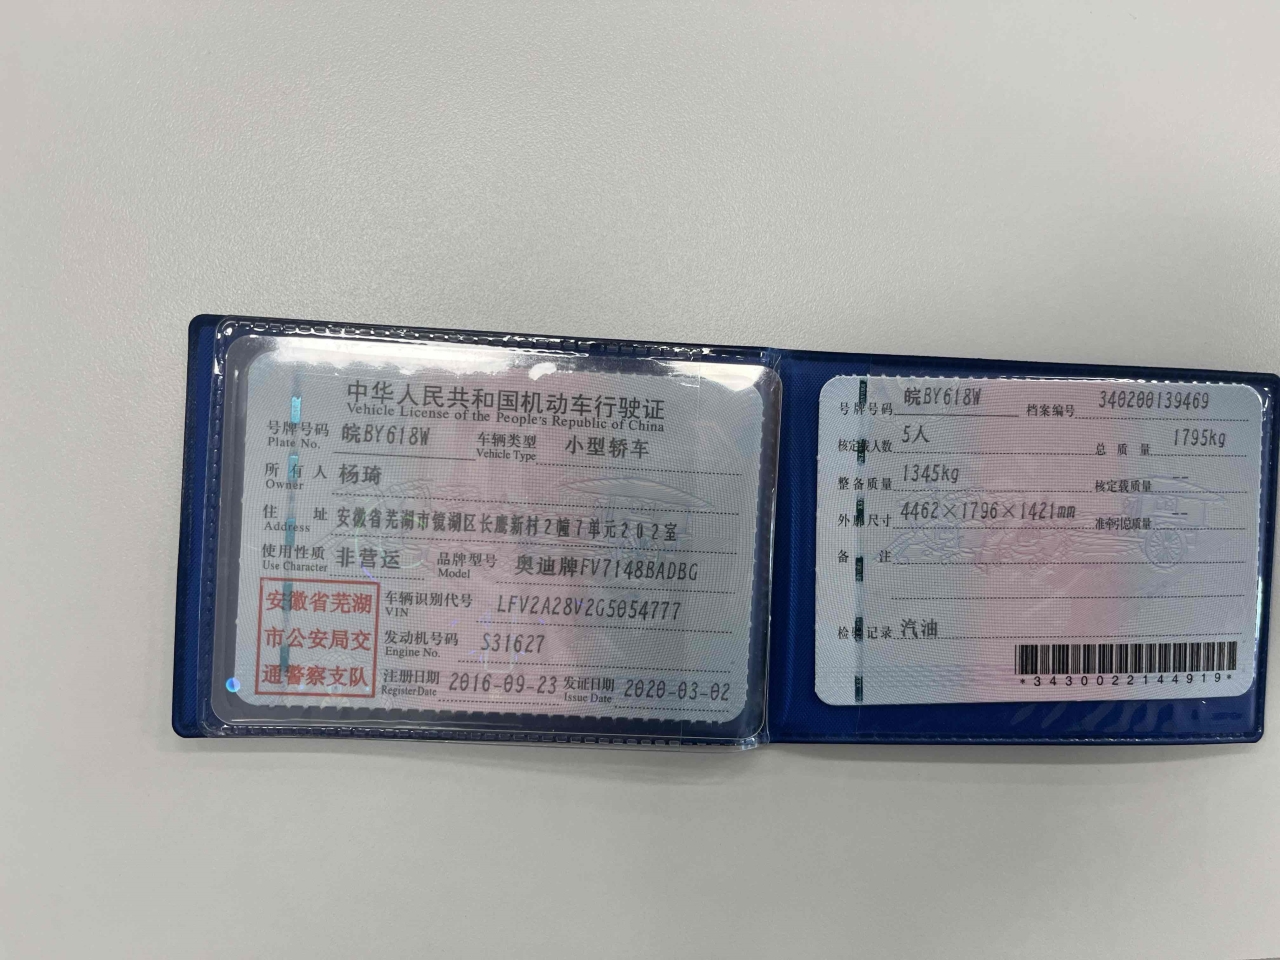 中华人民共和国机动车行驶证
Vehicle License of the People's Republic of China
号牌号码 皖BY618W 车辆类型 小型轿车
Plate No. Vehicle Type
所有人 杨琦
Owner
住址 安徽省芜湖市镜湖区长鹰新村2幢7单元202室
Address
使用性质 非营运 品牌型号 奥迪牌FV7148BADBG
Use Character Model
安徽省芜湖
市公安局交
通警察支队
车辆识别代号 LFV2A28V2G5054777
VIN
发动机号码 S31627
Engine No.
注册日期 2016-09-23 发证日期 2020-03-02
Register Date Issue Date
号牌号码 皖BY618W 档案编号 340200139469
核定载人数 5人 总质量 1795kg
整备质量 1345kg 核定载质量 --
外廓尺寸 4462×1796×1421mm 准牵引总质量 --
备注
检验记录 汽油
*3430022144919*